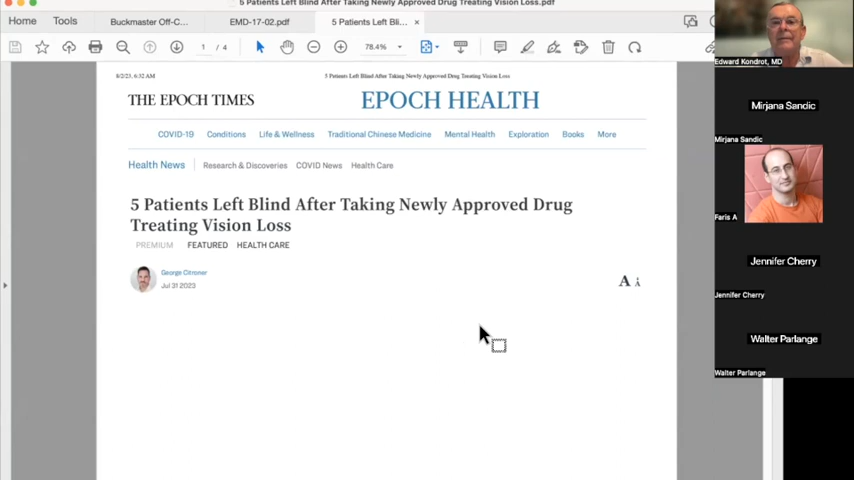 5 Patients Left Blind After Taking Newly Approved Drug Treating Vision Loss.pdf
Home Tools Buckmaster Off-C... EMD-17-02.pdf 5 Patients Left Bli... ×
1 / 4 78.4%
8/2/23, 6:32 AM 5 Patients Left Blind After Taking Newly Approved Drug Treating Vision Loss
THE EPOCH TIMES EPOCH HEALTH
COVID-19 Conditions Life & Wellness Traditional Chinese Medicine Mental Health Exploration Books More
Health News Research & Discoveries COVID News Health Care
5 Patients Left Blind After Taking Newly Approved Drug
Treating Vision Loss
PREMIUM FEATURED HEALTH CARE
George Citroner
Jul 31 2023
A A
Edward Kondrot, MD
Mirjana Sandic
Mirjana Sandic
Faris A
Jennifer Cherry
Jennifer Cherry
Walter Parlange
Walter Parlange